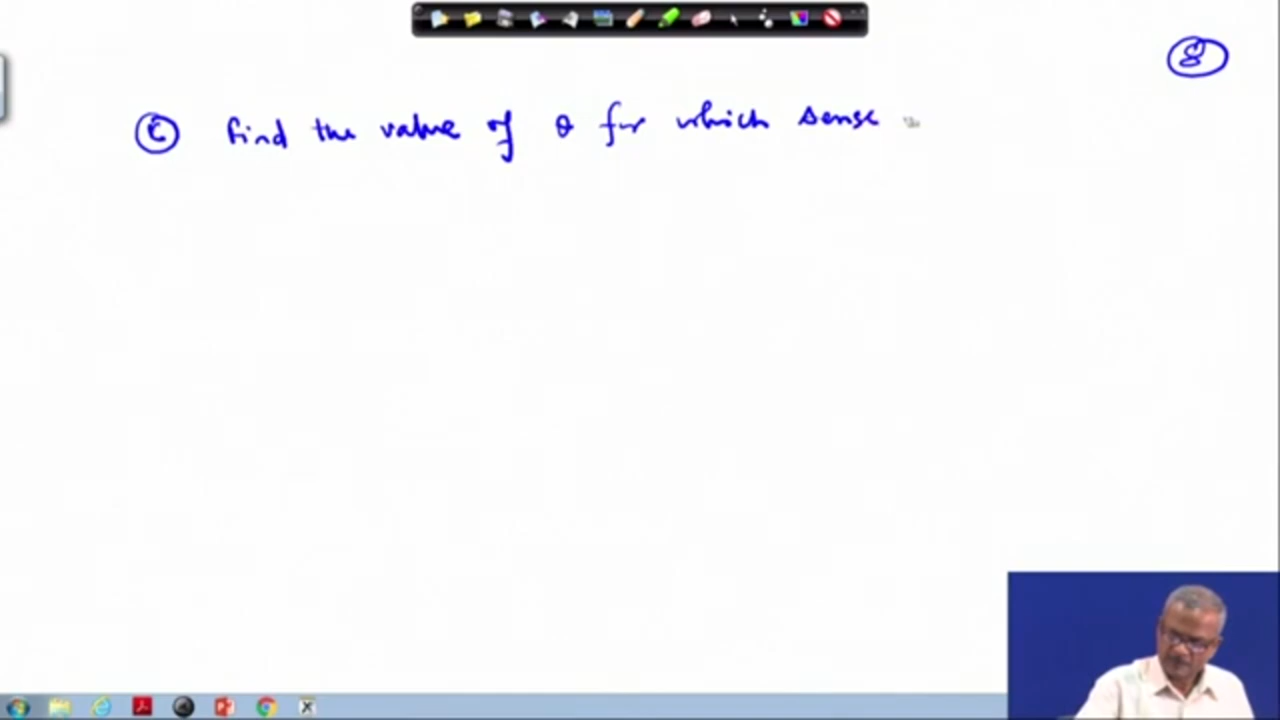 8
(c) find the value of θ for which sense